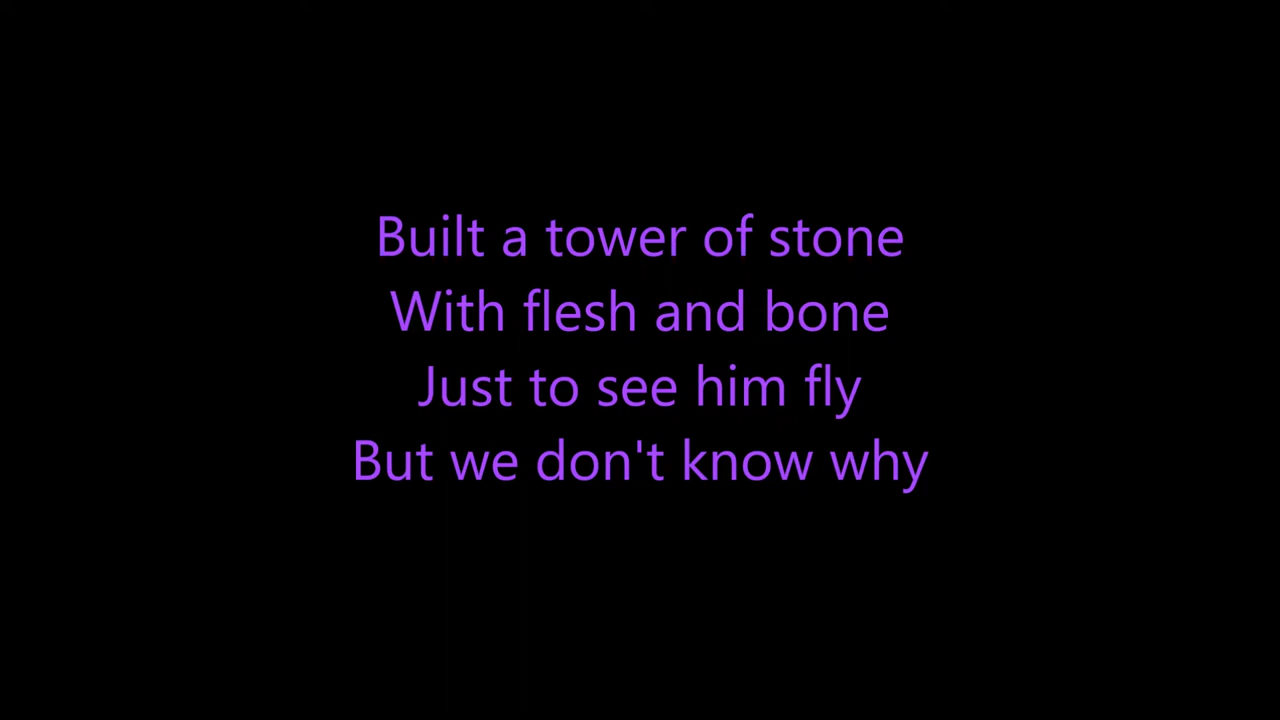 Built a tower of stone
With flesh and bone
Just to see him fly
But we don't know why